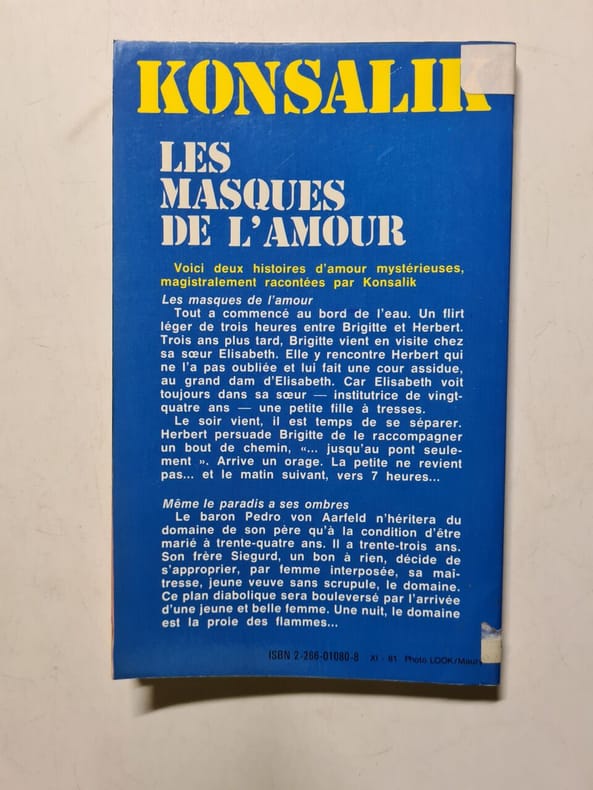 KONSALIK
LES
MASQUES
DE L'AMOUR
Voici deux histoires d'amour mystérieuses,
magistralement racontées par Konsalik
Les masques de l'amour
Tout a commencé au bord de l'eau. Un flirt
léger de trois heures entre Brigitte et Herbert.
Trois ans plus tard, Brigitte vient en visite chez
sa sœur Elisabeth. Elle y rencontre Herbert qui
ne l'a pas oubliée et lui fait une cour assidue,
au grand dam d'Elisabeth. Car Elisabeth voit
toujours dans sa sœur — institutrice de vingt-
quatre ans — une petite fille à tresses.
Le soir vient, il est temps de se séparer.
Herbert persuade Brigitte de le raccompagner
un bout de chemin, «... jusqu'au pont seule-
ment ». Arrive un orage. La petite ne revient
pas... et le matin suivant, vers 7 heures...
Même le paradis a ses ombres
Le baron Pedro von Aarfeld n'héritera du
domaine de son père qu'à la condition d'être
marié à trente-quatre ans. Il a trente-trois ans.
Son frère Siegurd, un bon à rien, décide de
s'approprier, par femme interposée, sa maî-
tresse, jeune veuve sans scrupule, le domaine.
Ce plan diabolique sera bouleversé par l'arrivée
d'une jeune et belle femme. Une nuit, le domaine
est la proie des flammes...
ISBN 2-266-01080-8 XI - 81 Photo LOOK/Maury